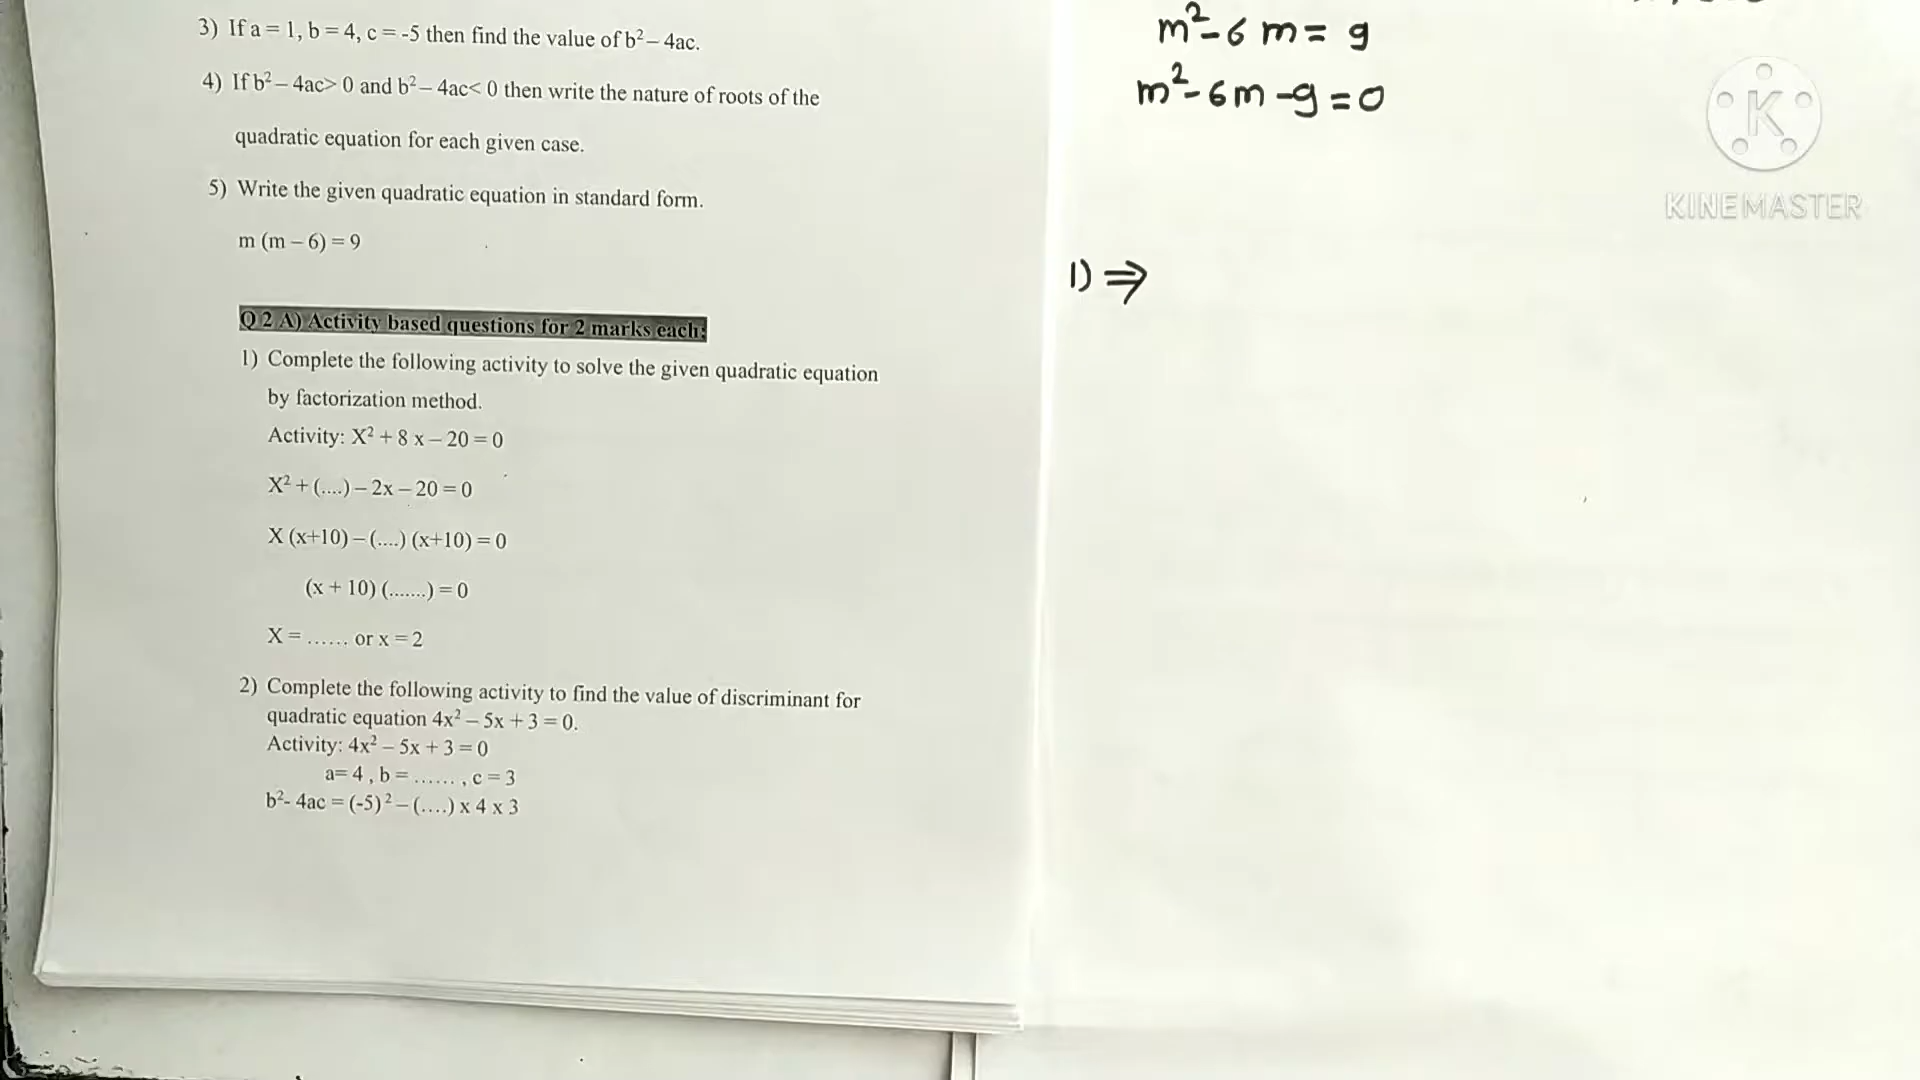 3) If a = 1, b = 4, c = -5 then find the value of b² – 4ac.
4) If b² – 4ac> 0 and b² – 4ac< 0 then write the nature of roots of the
quadratic equation for each given case.
5) Write the given quadratic equation in standard form.
m (m – 6) = 9
Q 2 A) Activity based questions for 2 marks each:
1) Complete the following activity to solve the given quadratic equation
by factorization method.
Activity: X² + 8 x – 20 = 0
X² + (....) – 2x – 20 = 0
X (x+10) – (....) (x+10) = 0
(x + 10) (.......) = 0
X = ...... or x = 2
2) Complete the following activity to find the value of discriminant for
quadratic equation 4x² – 5x + 3 = 0.
Activity: 4x² – 5x + 3 = 0
a= 4 , b = ...... , c = 3
b²- 4ac = (-5) ² – (....) x 4 x 3
m² - 6 m = 9
m² - 6m - 9 = 0
1) ⇒
KINEMASTER